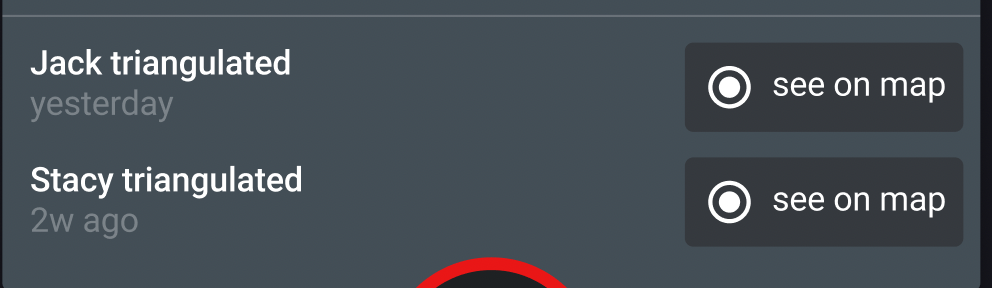 Jack triangulated
yesterday
see on map
Stacy triangulated
2w ago
see on map